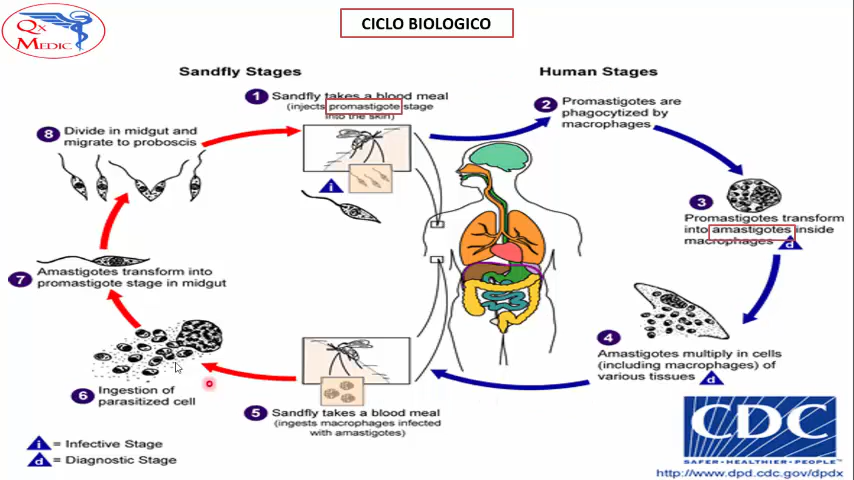 Qx
MEDIC
CICLO BIOLOGICO
Sandfly Stages
Human Stages
1 Sandfly takes a blood meal
(injects promastigote stage
into the skin)
2 Promastigotes are
phagocytized by
macrophages
8 Divide in midgut and
migrate to proboscis
i
3
Promastigotes transform
into amastigotes inside
macrophages d
7 Amastigotes transform into
promastigote stage in midgut
4
Amastigotes multiply in cells
(including macrophages) of
various tissues d
6 Ingestion of
parasitized cell
5 Sandfly takes a blood meal
(ingests macrophages infected
with amastigotes)
i = Infective Stage
d = Diagnostic Stage
CDC
SAFER•HEALTHIER•PEOPLE™
http://www.dpd.cdc.gov/dpdx